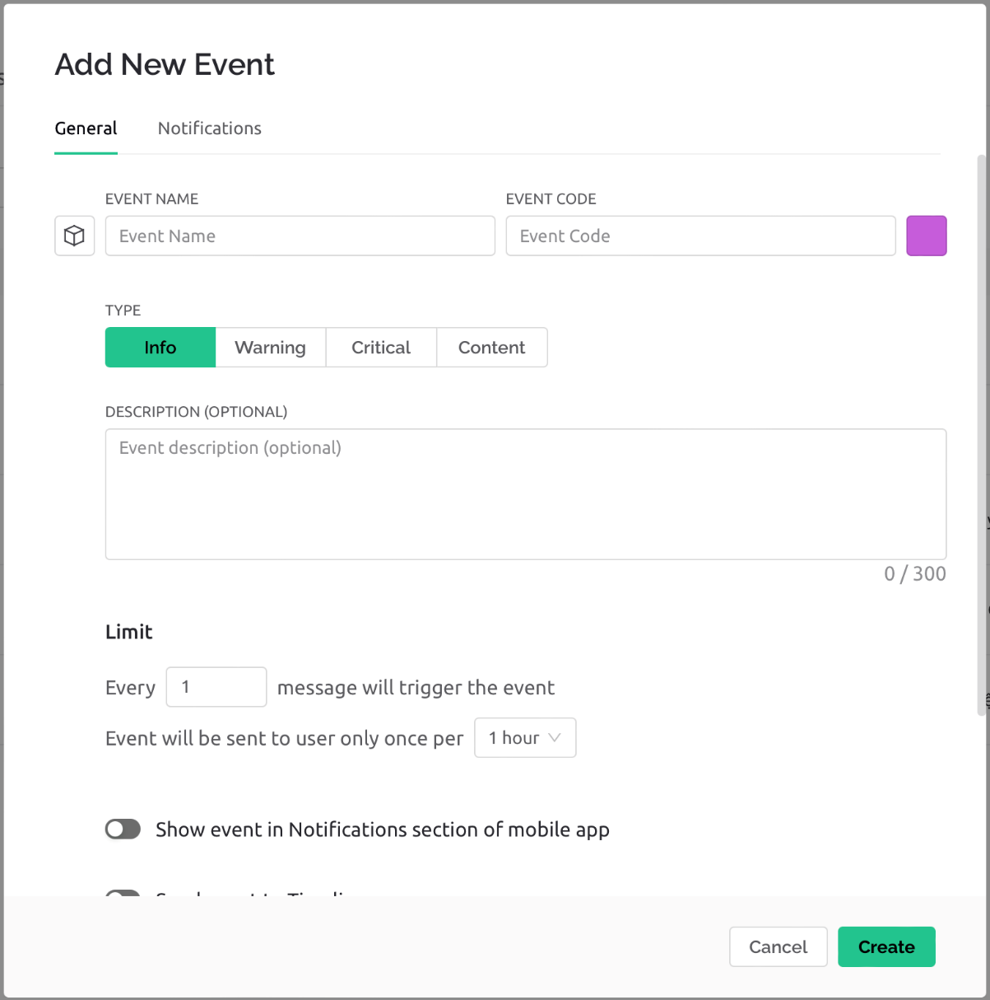 Add New Event
General Notifications
EVENT NAME EVENT CODE
Event Name Event Code
TYPE
Info Warning Critical Content
DESCRIPTION (OPTIONAL)
Event description (optional)
0 / 300
Limit
Every 1 message will trigger the event
Event will be sent to user only once per 1 hour
Show event in Notifications section of mobile app
Cancel Create